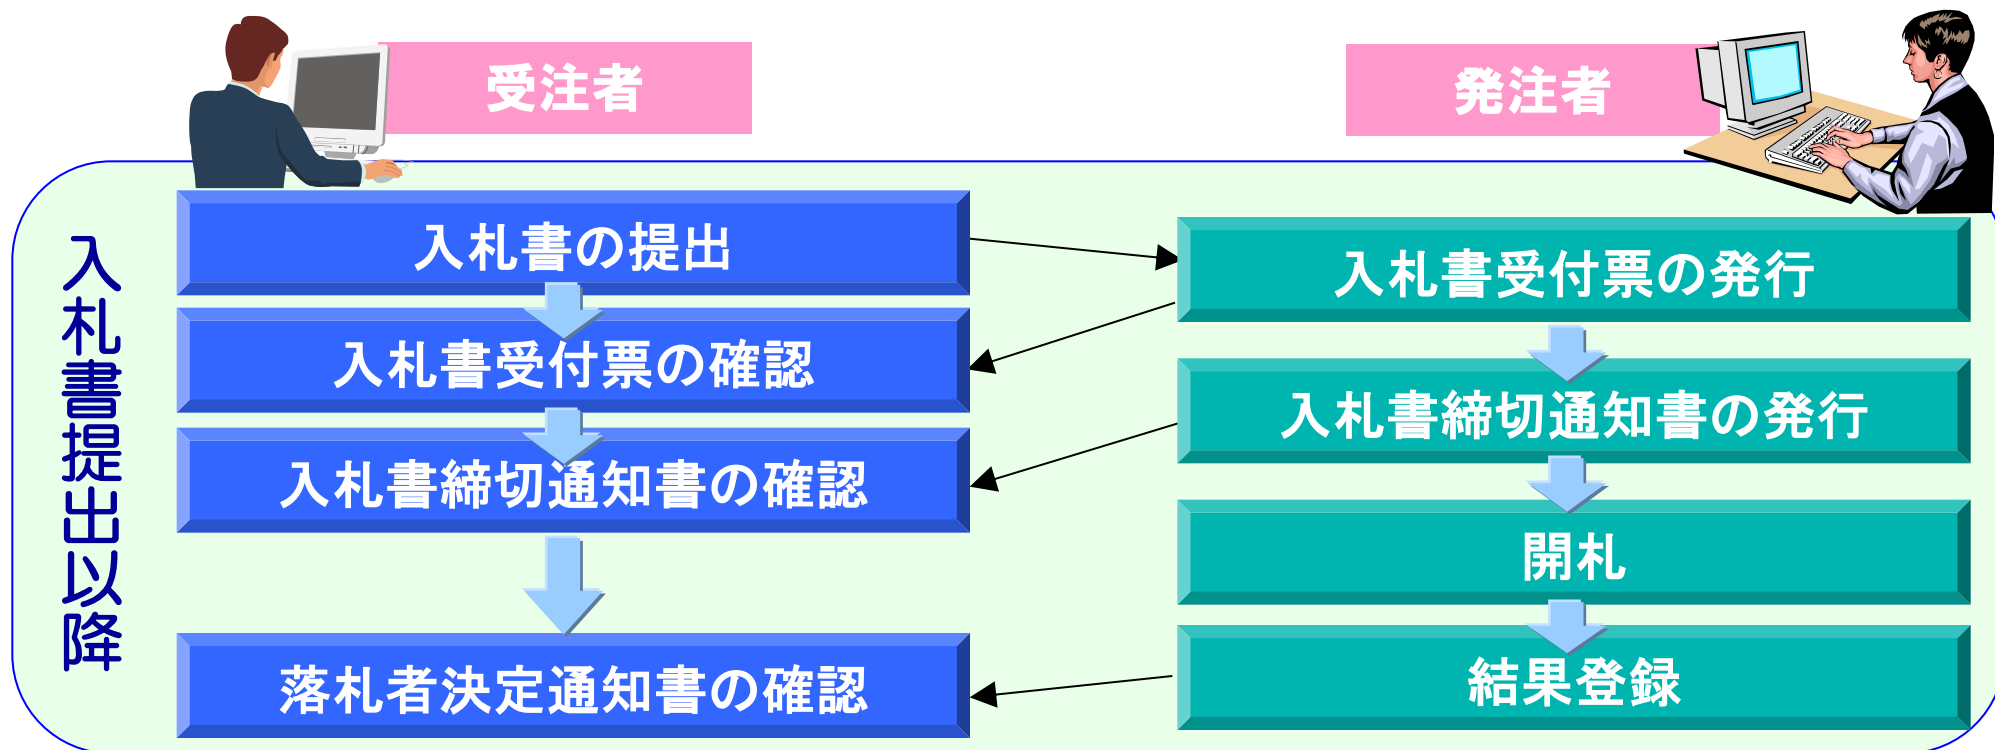 受注者
発注者
入札書提出以降
入札書の提出
入札書受付票の確認
入札書締切通知書の確認
落札者決定通知書の確認
入札書受付票の発行
入札書締切通知書の発行
開札
結果登録